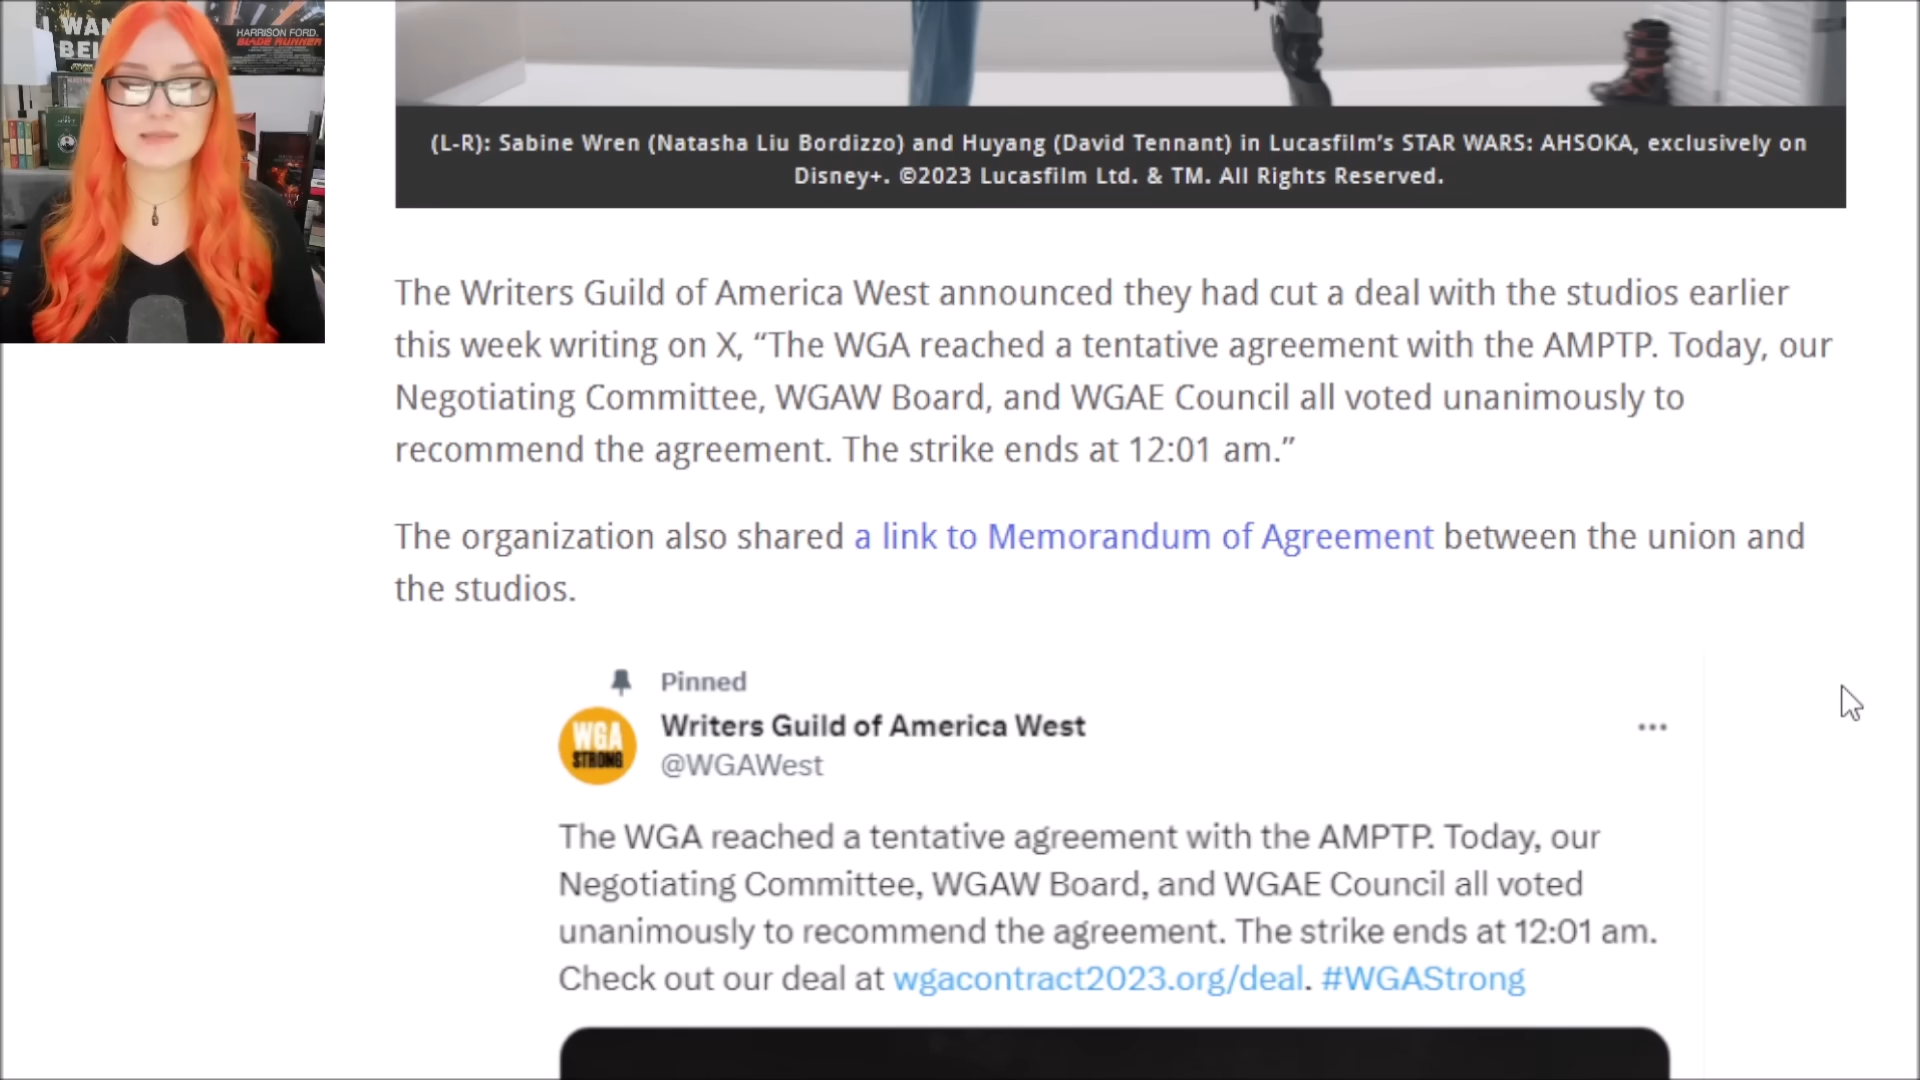 I WAN
BEL
HARRISON FORD.
BLADE RUNNER
(L-R): Sabine Wren (Natasha Liu Bordizzo) and Huyang (David Tennant) in Lucasfilm’s STAR WARS: AHSOKA, exclusively on
Disney+. ©2023 Lucasfilm Ltd. & TM. All Rights Reserved.
The Writers Guild of America West announced they had cut a deal with the studios earlier
this week writing on X, “The WGA reached a tentative agreement with the AMPTP. Today, our
Negotiating Committee, WGAW Board, and WGAE Council all voted unanimously to
recommend the agreement. The strike ends at 12:01 am.”
The organization also shared a link to Memorandum of Agreement between the union and
the studios.
Pinned
WGA
STRONG
Writers Guild of America West
@WGAWest
The WGA reached a tentative agreement with the AMPTP. Today, our
Negotiating Committee, WGAW Board, and WGAE Council all voted
unanimously to recommend the agreement. The strike ends at 12:01 am.
Check out our deal at wgacontract2023.org/deal. #WGAStrong